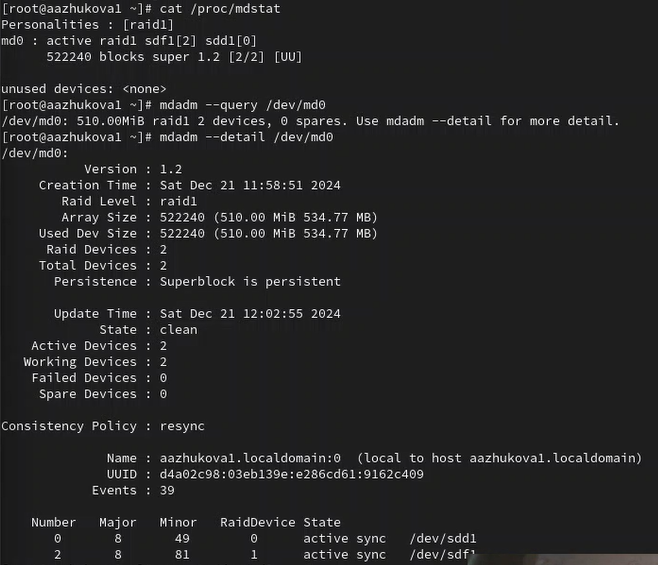 [root@aazhukova1 ~]# cat /proc/mdstat
Personalities : [raid1]
md0 : active raid1 sdf1[2] sdd1[0]
      522240 blocks super 1.2 [2/2] [UU]

unused devices: <none>
[root@aazhukova1 ~]# mdadm --query /dev/md0
/dev/md0: 510.00MiB raid1 2 devices, 0 spares. Use mdadm --detail for more detail.
[root@aazhukova1 ~]# mdadm --detail /dev/md0
/dev/md0:
           Version : 1.2
     Creation Time : Sat Dec 21 11:58:51 2024
        Raid Level : raid1
        Array Size : 522240 (510.00 MiB 534.77 MB)
     Used Dev Size : 522240 (510.00 MiB 534.77 MB)
      Raid Devices : 2
     Total Devices : 2
       Persistence : Superblock is persistent

       Update Time : Sat Dec 21 12:02:55 2024
             State : clean
    Active Devices : 2
   Working Devices : 2
    Failed Devices : 0
     Spare Devices : 0

Consistency Policy : resync

              Name : aazhukova1.localdomain:0  (local to host aazhukova1.localdomain)
              UUID : d4a02c98:03eb139e:e286cd61:9162c409
            Events : 39

    Number   Major   Minor   RaidDevice State
       0       8       49        0      active sync   /dev/sdd1
       2       8       81        1      active sync   /dev/sdf1